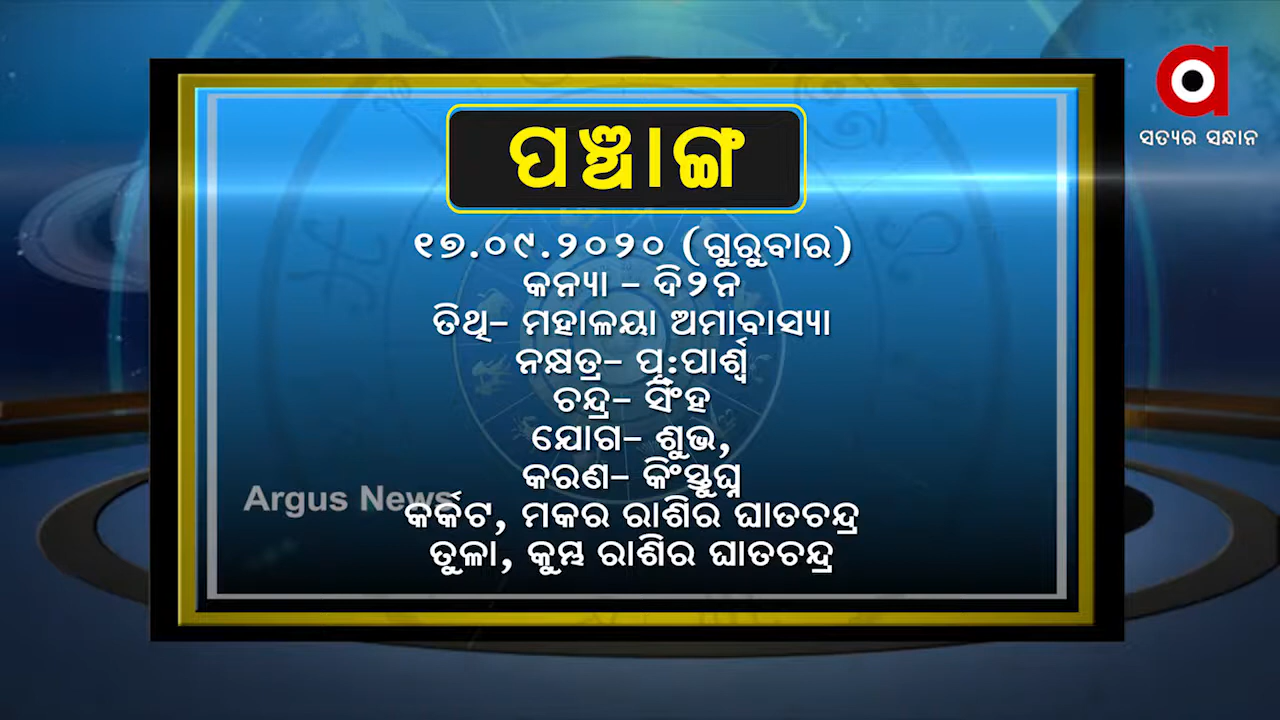 ପଞ୍ଚାଙ୍ଗ
ସତ୍ୟର ସନ୍ଧାନ
୧୭.୦୯.୨୦୨୦ (ଗୁରୁବାର)
କନ୍ୟା – ଦି୨ନ
ତିଥି– ମହାଳୟା ଅମାବାସ୍ୟା
ନକ୍ଷତ୍ର– ପୂ:ପାର୍ଶ୍ୱ
ଚନ୍ଦ୍ର– ସିଂହ
ଯୋଗ– ଶୁଭ,
କରଣ– କିଂସ୍ତୁଘ୍ନ
Argus News
କର୍କଟ, ମକର ରାଶିର ଘାତଚନ୍ଦ୍ର
ତୁଳା, କୁମ୍ଭ ରାଶିର ଘାତଚନ୍ଦ୍ର